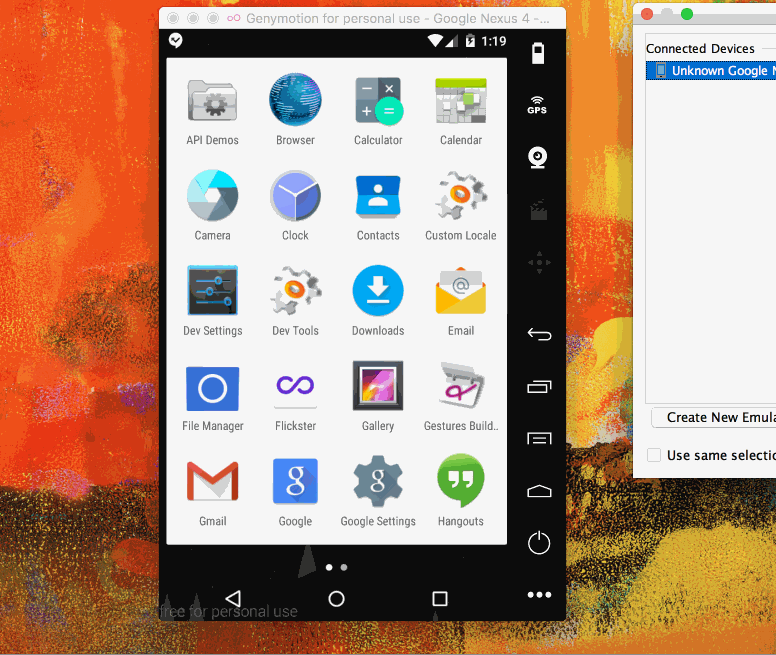 Genymotion for personal use - Google Nexus 4 -...
1:19
API Demos
Browser
Calculator
Calendar
Camera
Clock
Contacts
Custom Locale
Dev Settings
Dev Tools
Downloads
Email
File Manager
Flickster
Gallery
Gestures Build..
Gmail
Google
Google Settings
Hangouts
free for personal use
GPS
Connected Devices
Unknown Google N
Create New Emula
Use same selectio